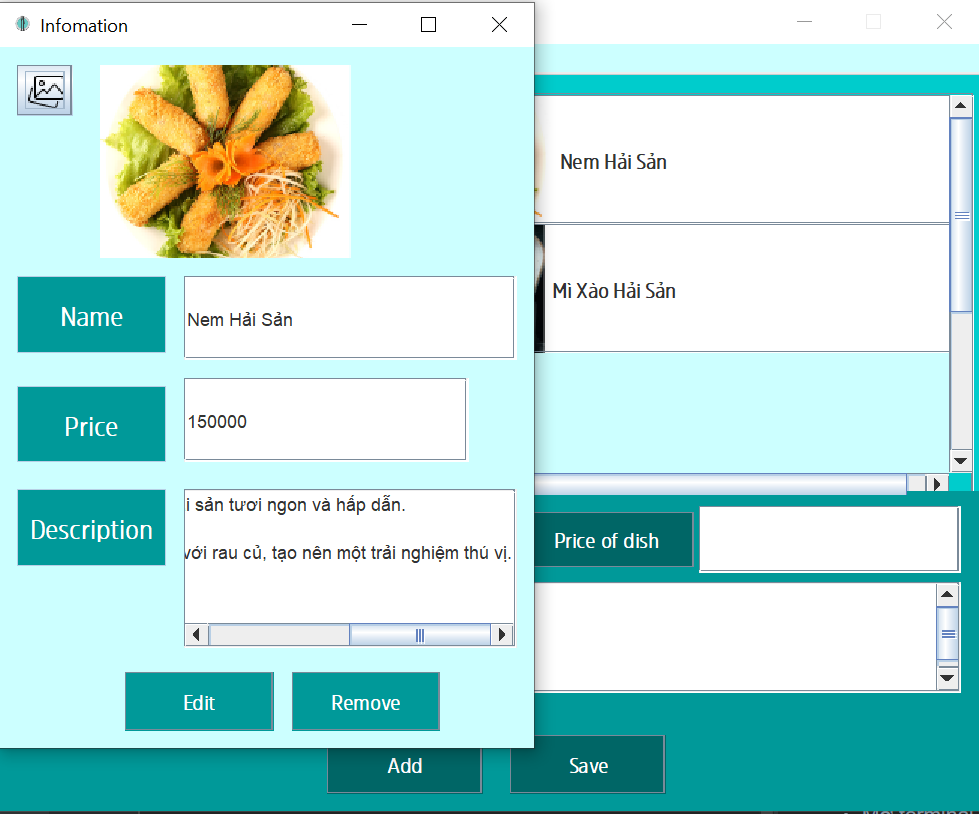 Infomation
Name
Nem Hải Sản
Price
150000
Description
i sản tươi ngon và hấp dẫn.
với rau củ, tạo nên một trải nghiệm thú vị.
Edit
Remove
Nem Hải Sản
Mì Xào Hải Sản
Price of dish
Add
Save